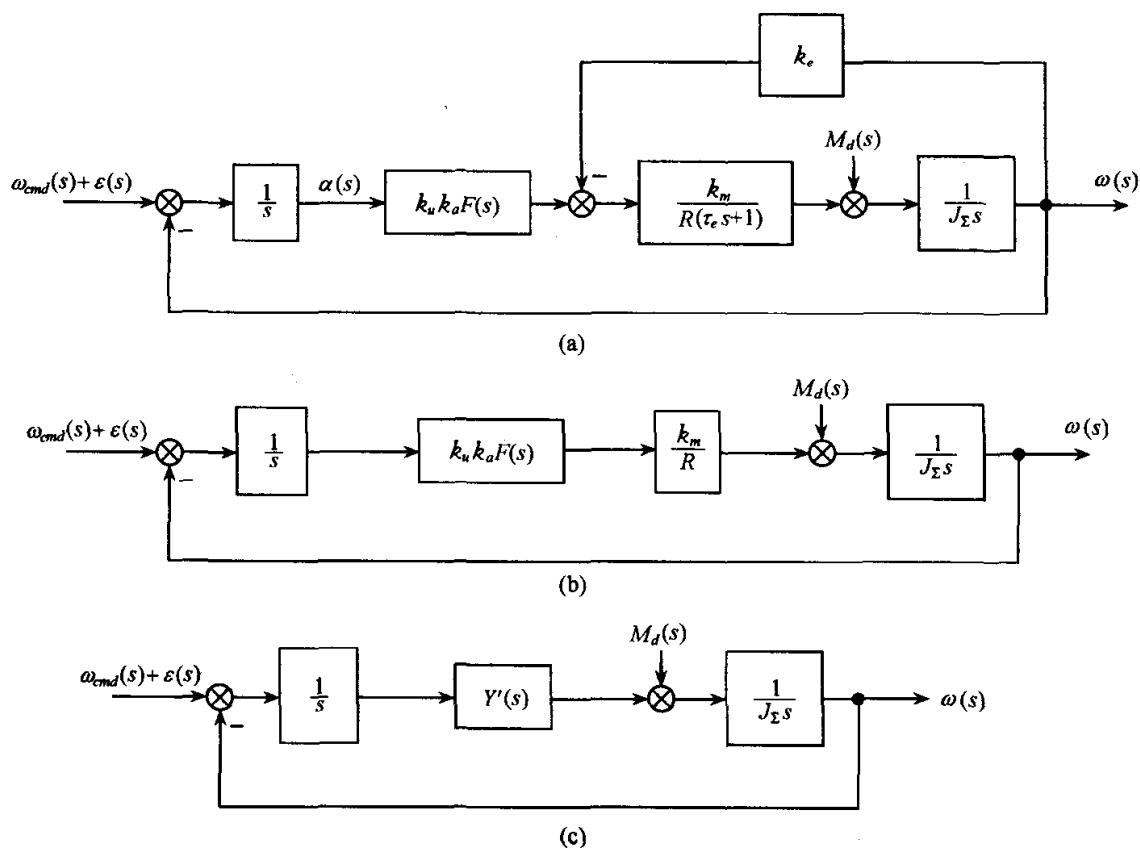 k_e
M_d(s)
ω_cmd(s)+ε(s)
1/s
α(s)
k_u k_a F(s)
k_m/R(τ_e s+1)
1/J_Σ s
ω(s)
−
−
(a)
M_d(s)
ω_cmd(s)+ε(s)
1/s
k_u k_a F(s)
k_m/R
1/J_Σ s
ω(s)
−
(b)
M_d(s)
ω_cmd(s)+ε(s)
1/s
Y'(s)
1/J_Σ s
ω(s)
−
(c)